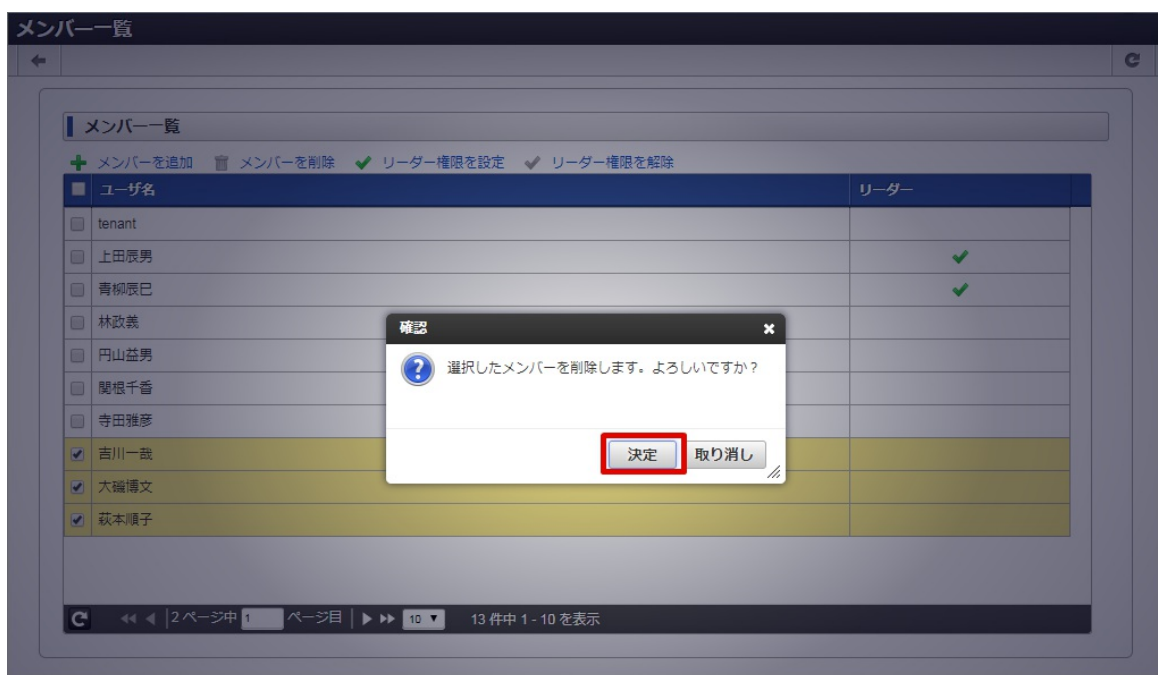 メンバー一覧
メンバー一覧
メンバーを追加 メンバーを削除 リーダー権限を設定 リーダー権限を解除
ユーザ名 リーダー
tenant
上田辰男
青柳辰巳
林政義
円山益男
関根千香
寺田雅彦
吉川一哉
大磯博文
萩本順子
確認
選択したメンバーを削除します。よろしいですか？
決定 取り消し
2 ページ中 1 ページ目 10 13 件中 1 - 10 を表示